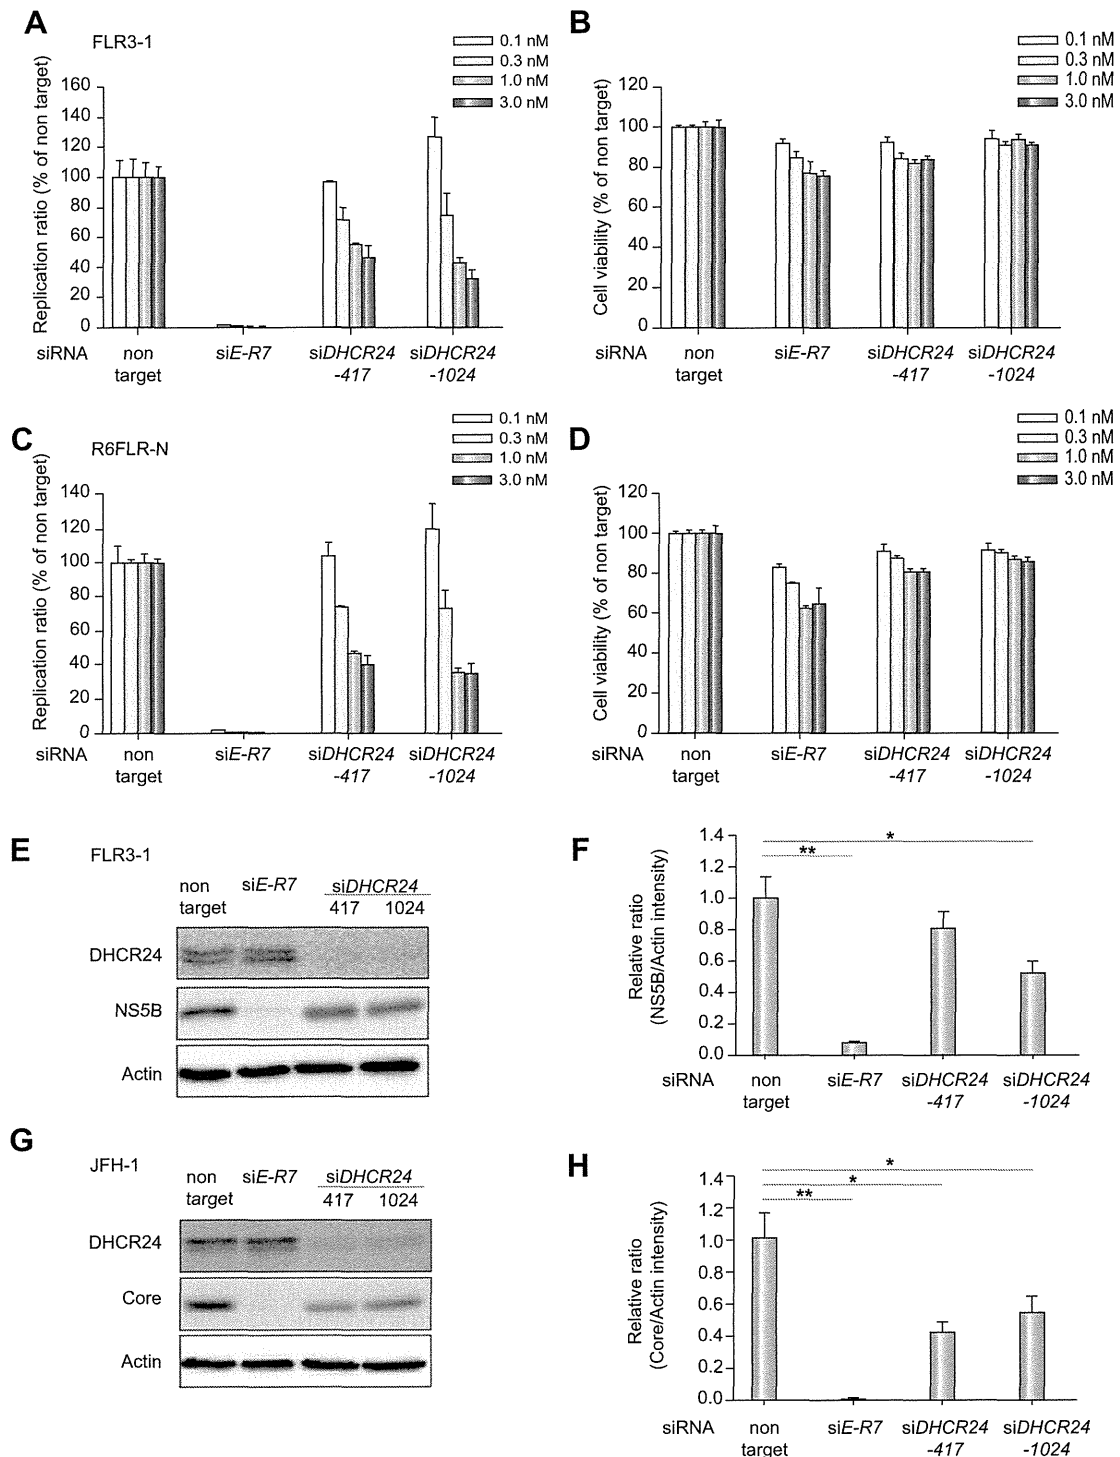 A
FLR3-1
0.1 nM
0.3 nM
1.0 nM
3.0 nM
Replication ratio (% of non target)
160
140
120
100
80
60
40
20
0
siRNA
non target
siE-R7
siDHCR24 -417
siDHCR24 -1024
B
0.1 nM
0.3 nM
1.0 nM
3.0 nM
Cell viability (% of non target)
120
100
80
60
40
20
0
siRNA
non target
siE-R7
siDHCR24 -417
siDHCR24 -1024
C
R6FLR-N
0.1 nM
0.3 nM
1.0 nM
3.0 nM
Replication ratio (% of non target)
140
120
100
80
60
40
20
0
siRNA
non target
siE-R7
siDHCR24 -417
siDHCR24 -1024
D
0.1 nM
0.3 nM
1.0 nM
3.0 nM
Cell viability (% of non target)
120
100
80
60
40
20
0
siRNA
non target
siE-R7
siDHCR24 -417
siDHCR24 -1024
E
FLR3-1
non target
siE-R7
siDHCR24
417 1024
DHCR24
NS5B
Actin
F
Relative ratio
(NS5B/Actin intensity)
1.4
1.2
1.0
0.8
0.6
0.4
0.2
0.0
*
**
siRNA
non target
siE-R7
siDHCR24 -417
siDHCR24 -1024
G
JFH-1
non target
siE-R7
siDHCR24
417 1024
DHCR24
Core
Actin
H
Relative ratio
(Core/Actin intensity)
1.4
1.2
1.0
0.8
0.6
0.4
0.2
0.0
*
*
**
siRNA
non target
siE-R7
siDHCR24 -417
siDHCR24 -1024